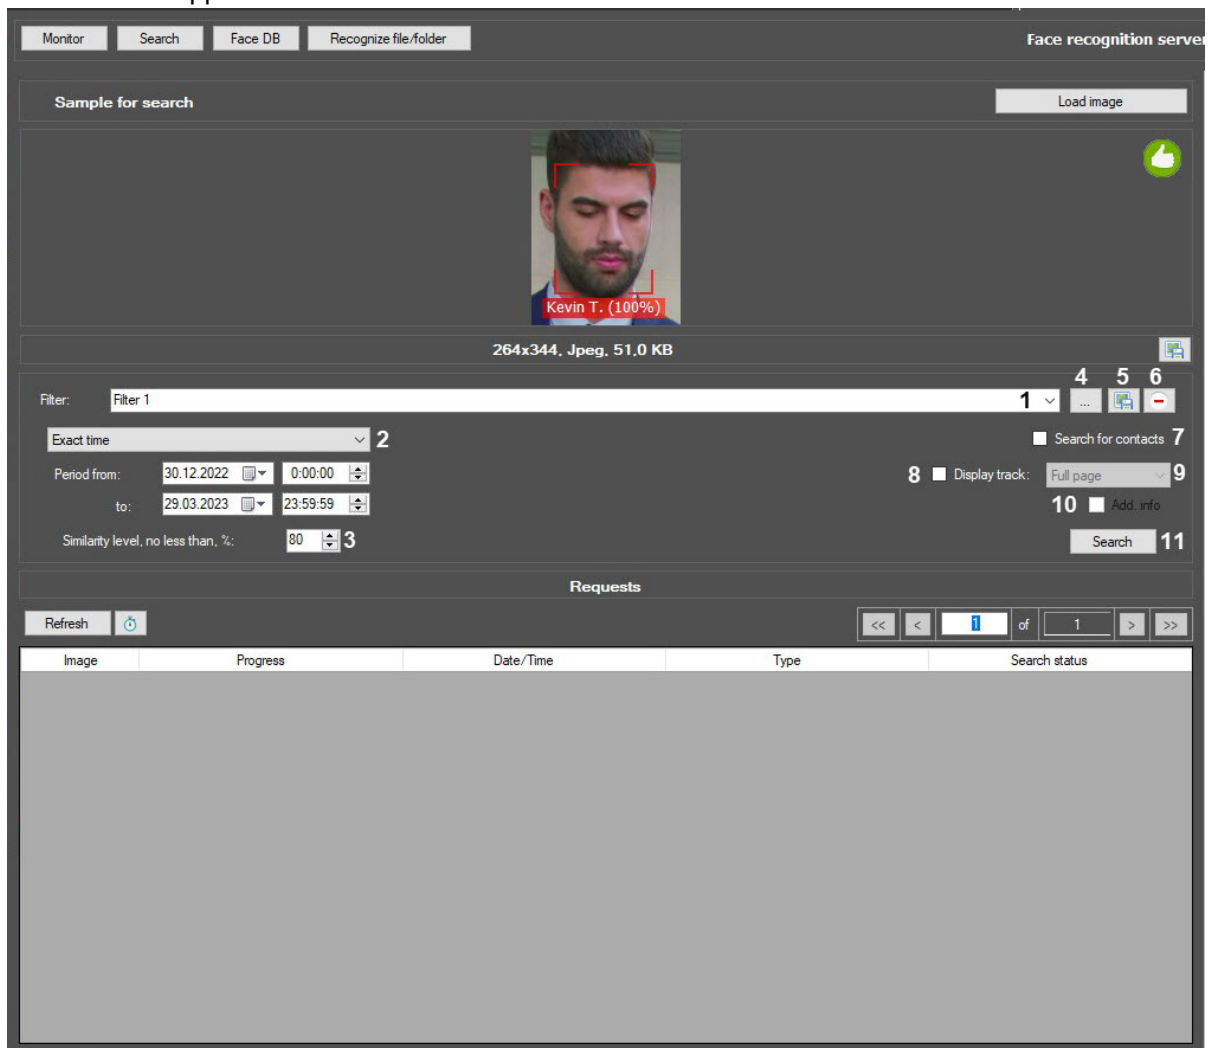 Monitor Search Face DB Recognize file/folder Face recognition serve
Sample for search Load image
Kevin T. (100%)
264x344, Jpeg, 51,0 KB
4 5 6
Filter: Filter 1 1 ...
Exact time 2 Search for contacts 7
Period from: 30.12.2022 0:00:00 8 Display track: Full page 9
to: 29.03.2023 23:59:59 10 Add. info
Similarity level, no less than, %: 80 3 Search 11
Requests
Refresh << < 1 of 1 > >>
Image Progress Date/Time Type Search status